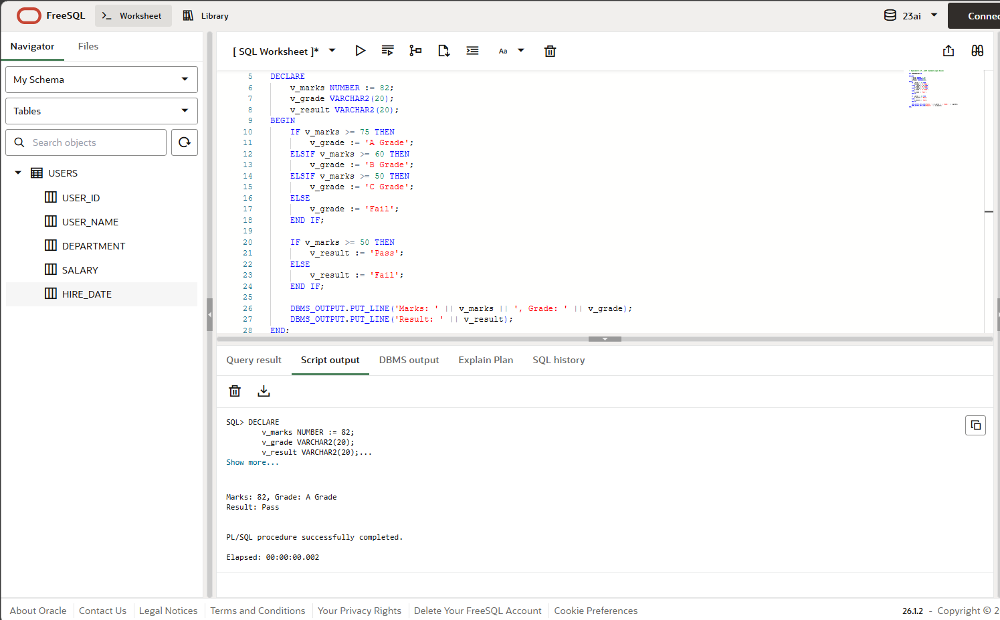 FreeSQL
Worksheet
Library
23ai
Connec
Navigator
Files
My Schema
Tables
Search objects
USERS
USER_ID
USER_NAME
DEPARTMENT
SALARY
HIRE_DATE
[ SQL Worksheet ]*
Aa
5 DECLARE
6 v_marks NUMBER := 82;
7 v_grade VARCHAR2(20);
8 v_result VARCHAR2(20);
9 BEGIN
10 IF v_marks >= 75 THEN
11 v_grade := 'A Grade';
12 ELSIF v_marks >= 60 THEN
13 v_grade := 'B Grade';
14 ELSIF v_marks >= 50 THEN
15 v_grade := 'C Grade';
16 ELSE
17 v_grade := 'Fail';
18 END IF;
19
20 IF v_marks >= 50 THEN
21 v_result := 'Pass';
22 ELSE
23 v_result := 'Fail';
24 END IF;
25
26 DBMS_OUTPUT.PUT_LINE('Marks: ' || v_marks || ', Grade: ' || v_grade);
27 DBMS_OUTPUT.PUT_LINE('Result: ' || v_result);
28 END;
Query result
Script output
DBMS output
Explain Plan
SQL history
SQL> DECLARE
v_marks NUMBER := 82;
v_grade VARCHAR2(20);
v_result VARCHAR2(20);...
Show more...
Marks: 82, Grade: A Grade
Result: Pass
PL/SQL procedure successfully completed.
Elapsed: 00:00:00.002
About Oracle
Contact Us
Legal Notices
Terms and Conditions
Your Privacy Rights
Delete Your FreeSQL Account
Cookie Preferences
26.1.2 - Copyright © 2